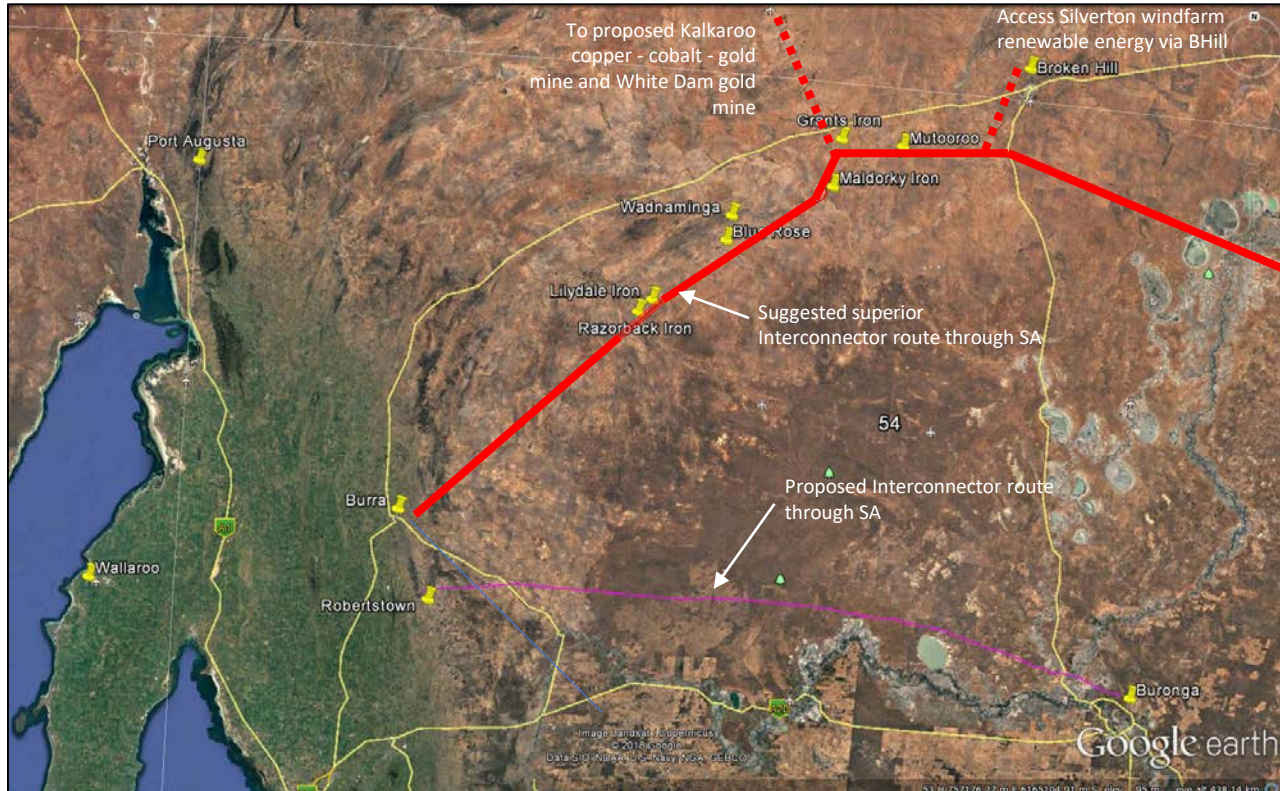 To proposed Kalkaroo
copper - cobalt - gold
mine and White Dam gold
mine
Access Silverton windfarm
renewable energy via BHill
N
Broken Hill
Port Augusta
Grants Iron
Mutooroo
Maldorky Iron
Wadnaminga
Blue Rose
Lilydale Iron
Razorback Iron
Suggested superior
Interconnector route through SA
54
Burra
Proposed Interconnector route
through SA
Wallaroo
Robertstown
Buronga
A20
Image Landsat / Copernicus
© 2018 Google
Data SIO, NOAA, U.S. Navy, NGA, GEBCO
Google earth